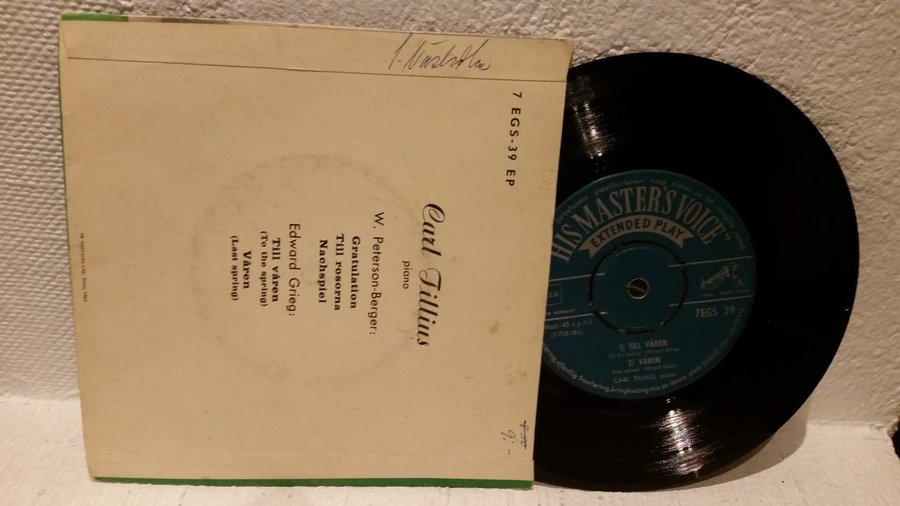 7 EGS-39 EP
Carl Tillius
piano
W. Peterson-Berger:
Gratulation
Till rosorna
Nachspiel
Edward Grieg:
Till våren
(To the spring)
Våren
(Last spring)
9:-
"HIS MASTER'S VOICE"
EXTENDED PLAY
7EGS 39
45 r.p.m.
1) TILL VÅREN
2) VÅREN
CARL TILLIUS, piano